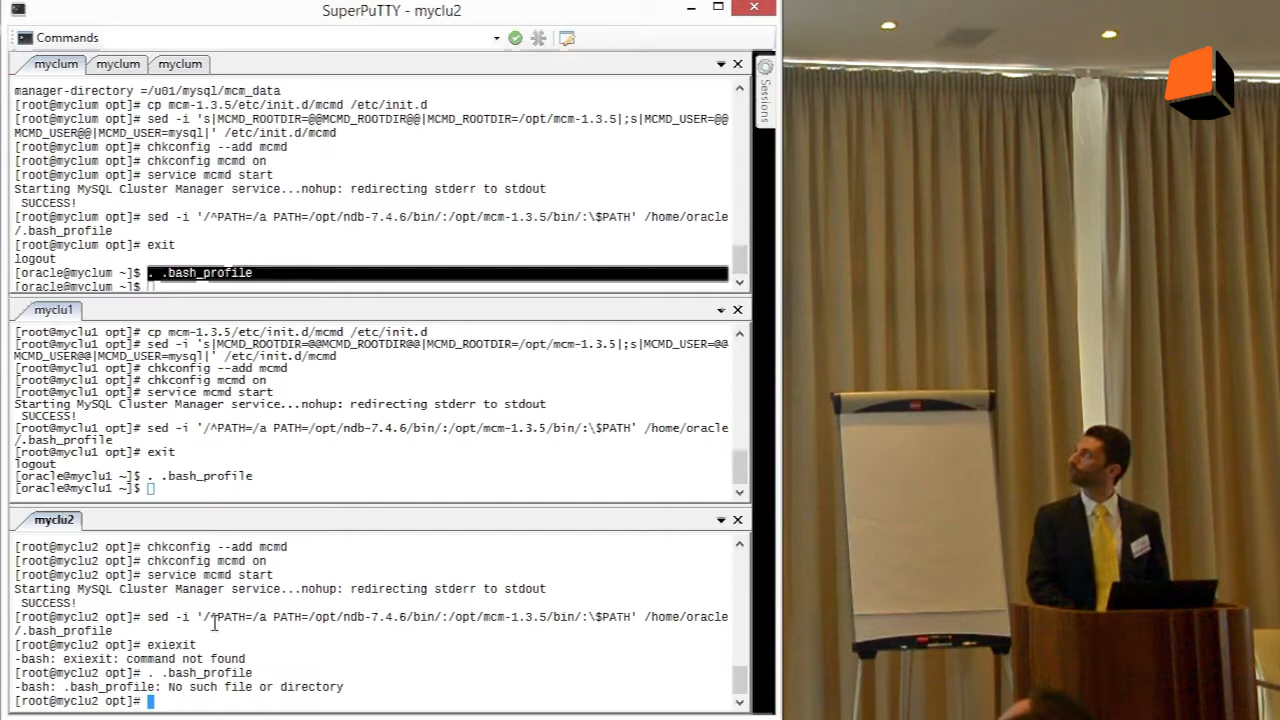 SuperPuTTY - myclu2
Commands
myclum myclum myclum
Sessions
manager-directory =/u01/mysql/mcm_data
[root@myclum opt]# cp mcm-1.3.5/etc/init.d/mcmd /etc/init.d
[root@myclum opt]# sed -i 's|MCMD_ROOTDIR=@@MCMD_ROOTDIR@@|MCMD_ROOTDIR=/opt/mcm-1.3.5|;s|MCMD_USER=@@
MCMD_USER@@|MCMD_USER=mysql|' /etc/init.d/mcmd
[root@myclum opt]# chkconfig --add mcmd
[root@myclum opt]# chkconfig mcmd on
[root@myclum opt]# service mcmd start
Starting MySQL Cluster Manager service...nohup: redirecting stderr to stdout
SUCCESS!
[root@myclum opt]# sed -i '/^PATH=/a PATH=/opt/ndb-7.4.6/bin/:/opt/mcm-1.3.5/bin/:\$PATH' /home/oracle
/.bash_profile
[root@myclum opt]# exit
logout
[oracle@myclum ~]$ . .bash_profile
[oracle@myclum ~]$
myclu1
[root@myclu1 opt]# cp mcm-1.3.5/etc/init.d/mcmd /etc/init.d
[root@myclu1 opt]# sed -i 's|MCMD_ROOTDIR=@@MCMD_ROOTDIR@@|MCMD_ROOTDIR=/opt/mcm-1.3.5|;s|MCMD_USER=@@
MCMD_USER@@|MCMD_USER=mysql|' /etc/init.d/mcmd
[root@myclu1 opt]# chkconfig --add mcmd
[root@myclu1 opt]# chkconfig mcmd on
[root@myclu1 opt]# service mcmd start
Starting MySQL Cluster Manager service...nohup: redirecting stderr to stdout
SUCCESS!
[root@myclu1 opt]# sed -i '/^PATH=/a PATH=/opt/ndb-7.4.6/bin/:/opt/mcm-1.3.5/bin/:\$PATH' /home/oracle
/.bash_profile
[root@myclu1 opt]# exit
logout
[oracle@myclu1 ~]$ . .bash_profile
[oracle@myclu1 ~]$
myclu2
[root@myclu2 opt]# chkconfig --add mcmd
[root@myclu2 opt]# chkconfig mcmd on
[root@myclu2 opt]# service mcmd start
Starting MySQL Cluster Manager service...nohup: redirecting stderr to stdout
SUCCESS!
[root@myclu2 opt]# sed -i '/^PATH=/a PATH=/opt/ndb-7.4.6/bin/:/opt/mcm-1.3.5/bin/:\$PATH' /home/oracle
/.bash_profile
[root@myclu2 opt]# exiexit
-bash: exiexit: command not found
[root@myclu2 opt]# . .bash_profile
-bash: .bash_profile: No such file or directory
[root@myclu2 opt]#